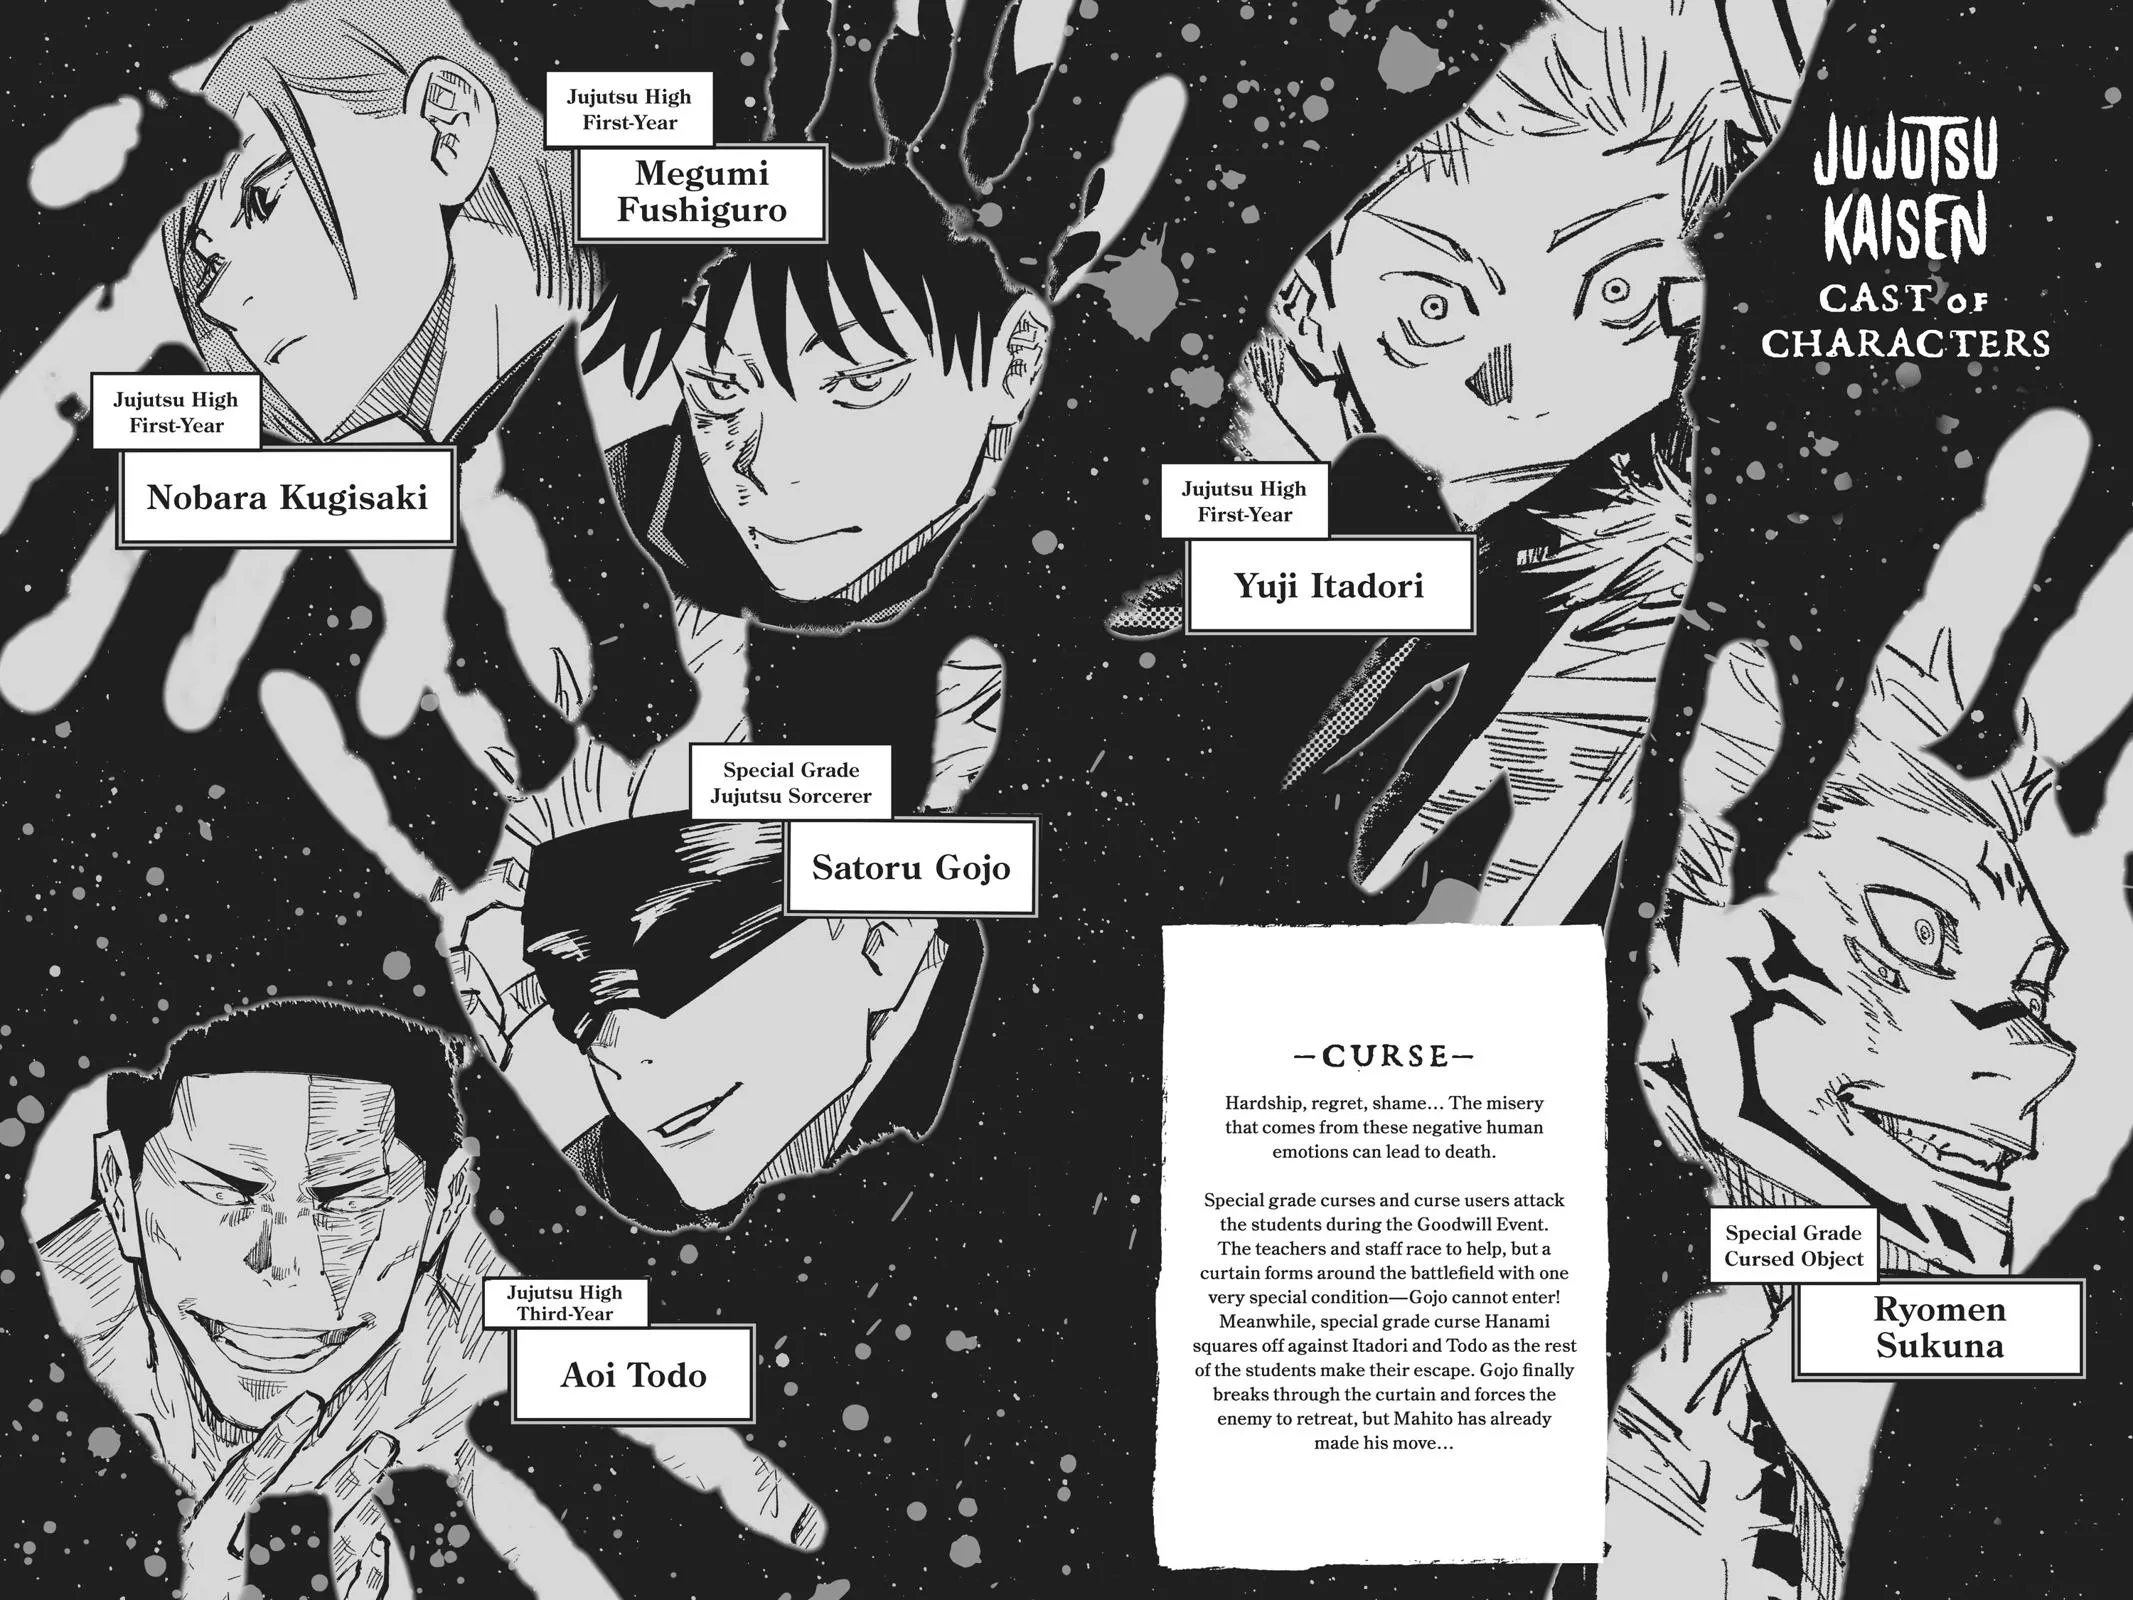 JUJUTSU
KAISEN
CAST OF
CHARACTERS
Jujutsu High
First-Year
Yuji Itadori
Special Grade
Cursed Object
Ryomen
Sukuna
—CURSE—
Hardship, regret, shame... The misery
that comes from these negative human
emotions can lead to death.
Special grade curses and curse users attack
the students during the Goodwill Event.
The teachers and staff race to help, but a
curtain forms around the battlefield with one
very special condition—Gojo cannot enter!
Meanwhile, special grade curse Hanami
squares off against Itadori and Todo as the rest
of the students make their escape. Gojo finally
breaks through the curtain and forces the
enemy to retreat, but Mahito has already
made his move...
Jujutsu High
First-Year
Megumi
Fushiguro
Jujutsu High
First-Year
Nobara Kugisaki
Special Grade
Jujutsu Sorcerer
Satoru Gojo
Jujutsu High
Third-Year
Aoi Todo